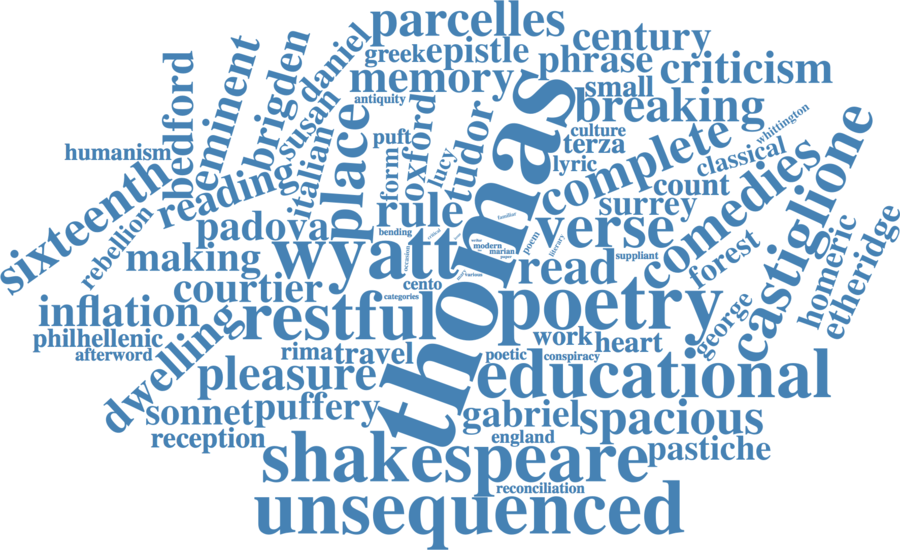 parcelles
century
daniel
greek
epistle
phrase
criticism
memory
small
breaking
antiquity
bedford
eminent
brigden
susan
place
oxford
tudor
thomas
culture
terza
whittington
humanism
puft
form
lucy
lyric
complete
classical
sixteenth
reading
italian
rule
count
surrey
comedies
castiglione
rebellion
padova
bending
verse
familiar
poem
literary
making
wyatt
modern
marian
paper
read
suppliant
forest
homeric
etheridge
courtier
cento
various
categories
inflation
restful
poetry
george
philhellenic
afterword
dwelling
rima
travel
work
heart
poetic
conspiracy
pleasure
educational
sonnet
puffery
gabriel
spacious
reception
england
pastiche
shakespeare
reconciliation
unsequenced